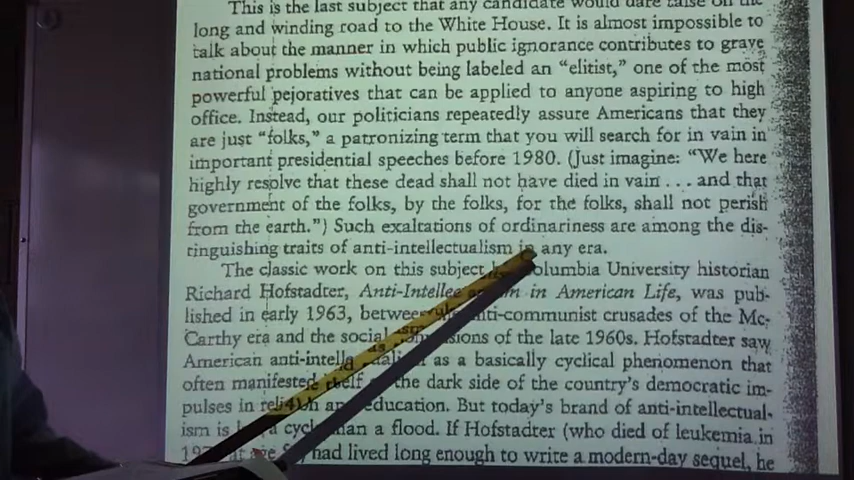 This is the last subject that any candidate would dare raise on the
long and winding road to the White House. It is almost impossible to
talk about the manner in which public ignorance contributes to grave
national problems without being labeled an “elitist,” one of the most
powerful pejoratives that can be applied to anyone aspiring to high
office. Instead, our politicians repeatedly assure Americans that they
are just “folks,” a patronizing term that you will search for in vain in
important presidential speeches before 1980. (Just imagine: “We here
highly resolve that these dead shall not have died in vain . . . and that
government of the folks, by the folks, for the folks, shall not perish
from the earth.”) Such exaltations of ordinariness are among the dis-
tinguishing traits of anti-intellectualism in any era.
The classic work on this subject Columbia University historian
Richard Hofstadter, in American Life, was pub-
lished in early 1963, between anti-communist crusades of the Mc-
Carthy era and the social of the late 1960s. Hofstadter saw
American as a basically cyclical phenomenon that
often manifested itself the dark side of the country's democratic im-
pulses in education. But today's brand of anti-intellectual-
ism is than a flood. If Hofstadter (who died of leukemia in
had lived long enough to write a modern-day sequel, he